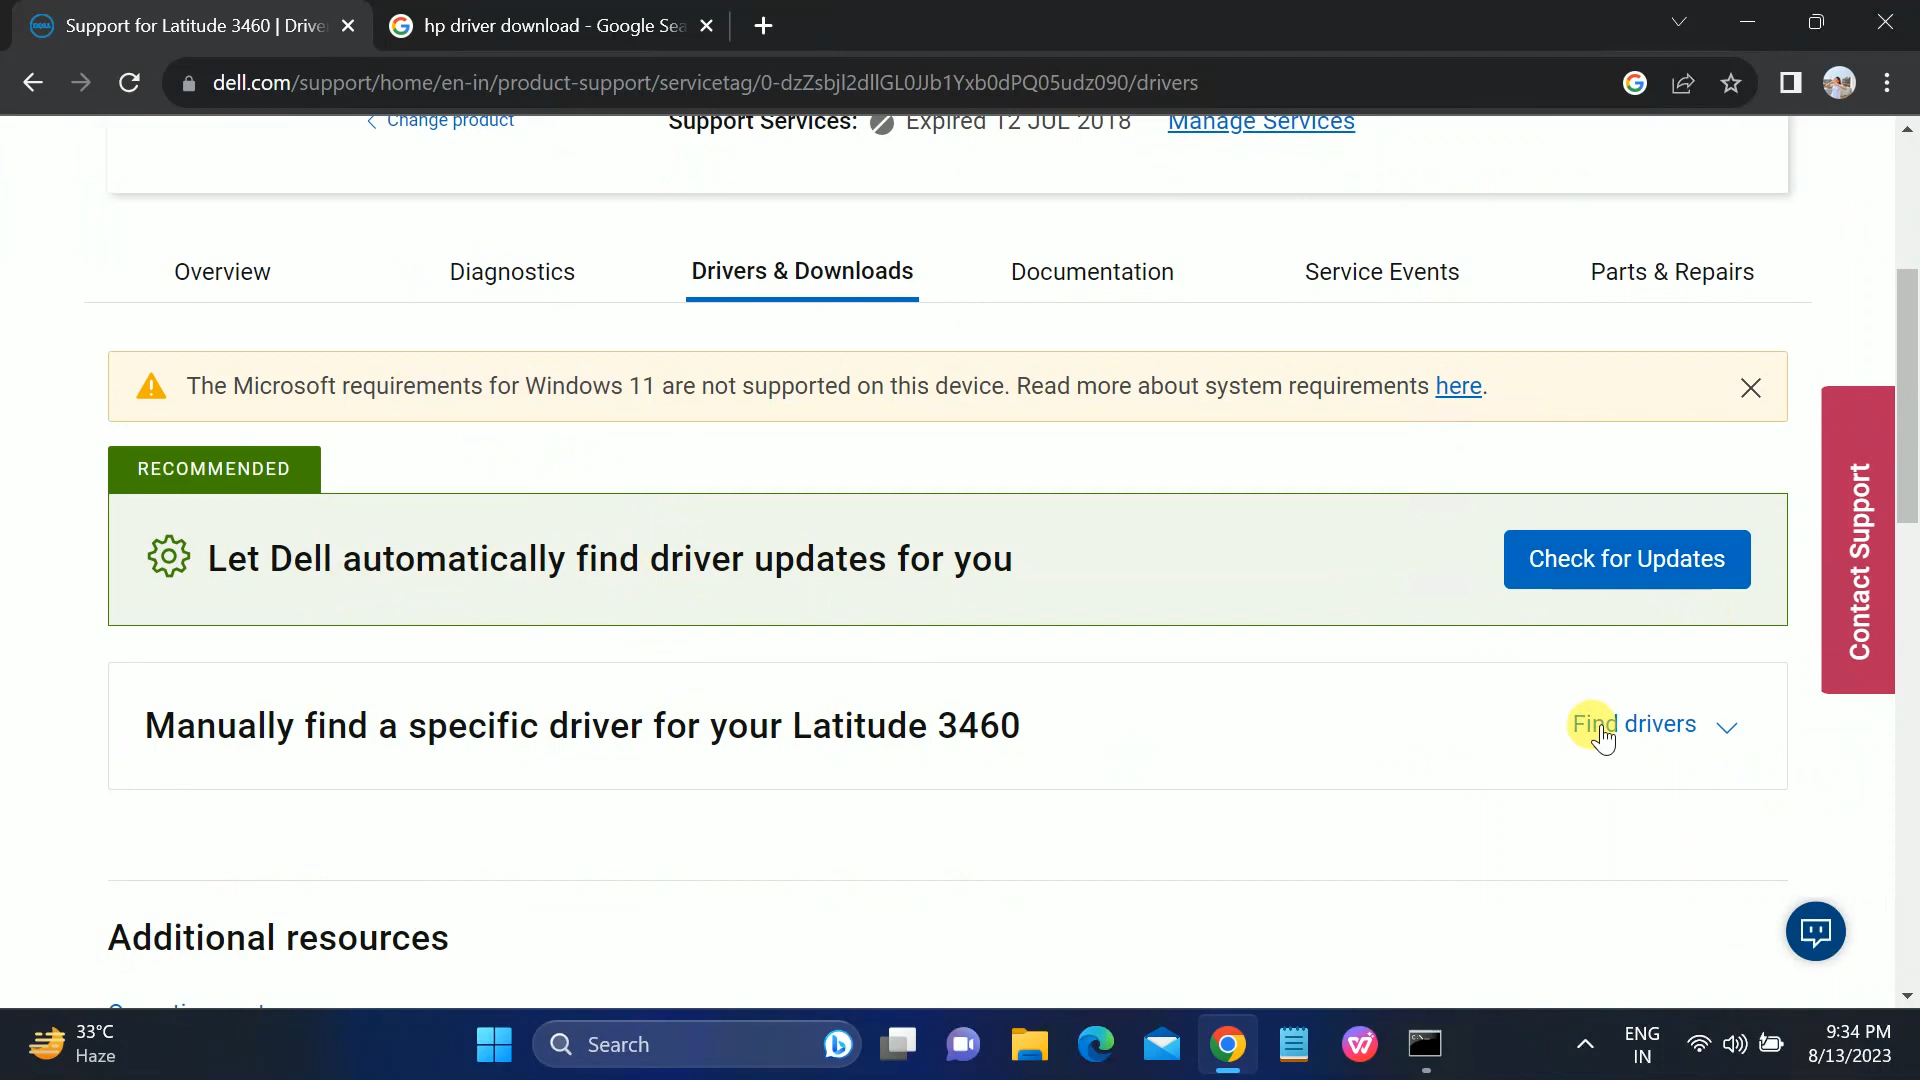 Support for Latitude 3460 | Drive
hp driver download - Google Sea
dell.com/support/home/en-in/product-support/servicetag/0-dzZsbjl2dllGL0JJb1Yxb0dPQ05udz090/drivers
Change product
Support Services: Expired 12 JUL 2018 Manage Services
Overview
Diagnostics
Drivers & Downloads
Documentation
Service Events
Parts & Repairs
The Microsoft requirements for Windows 11 are not supported on this device. Read more about system requirements here.
RECOMMENDED
Let Dell automatically find driver updates for you
Check for Updates
Contact Support
Manually find a specific driver for your Latitude 3460
Find drivers
Additional resources
33°C
Haze
Search
ENG
IN
9:34 PM
8/13/2023